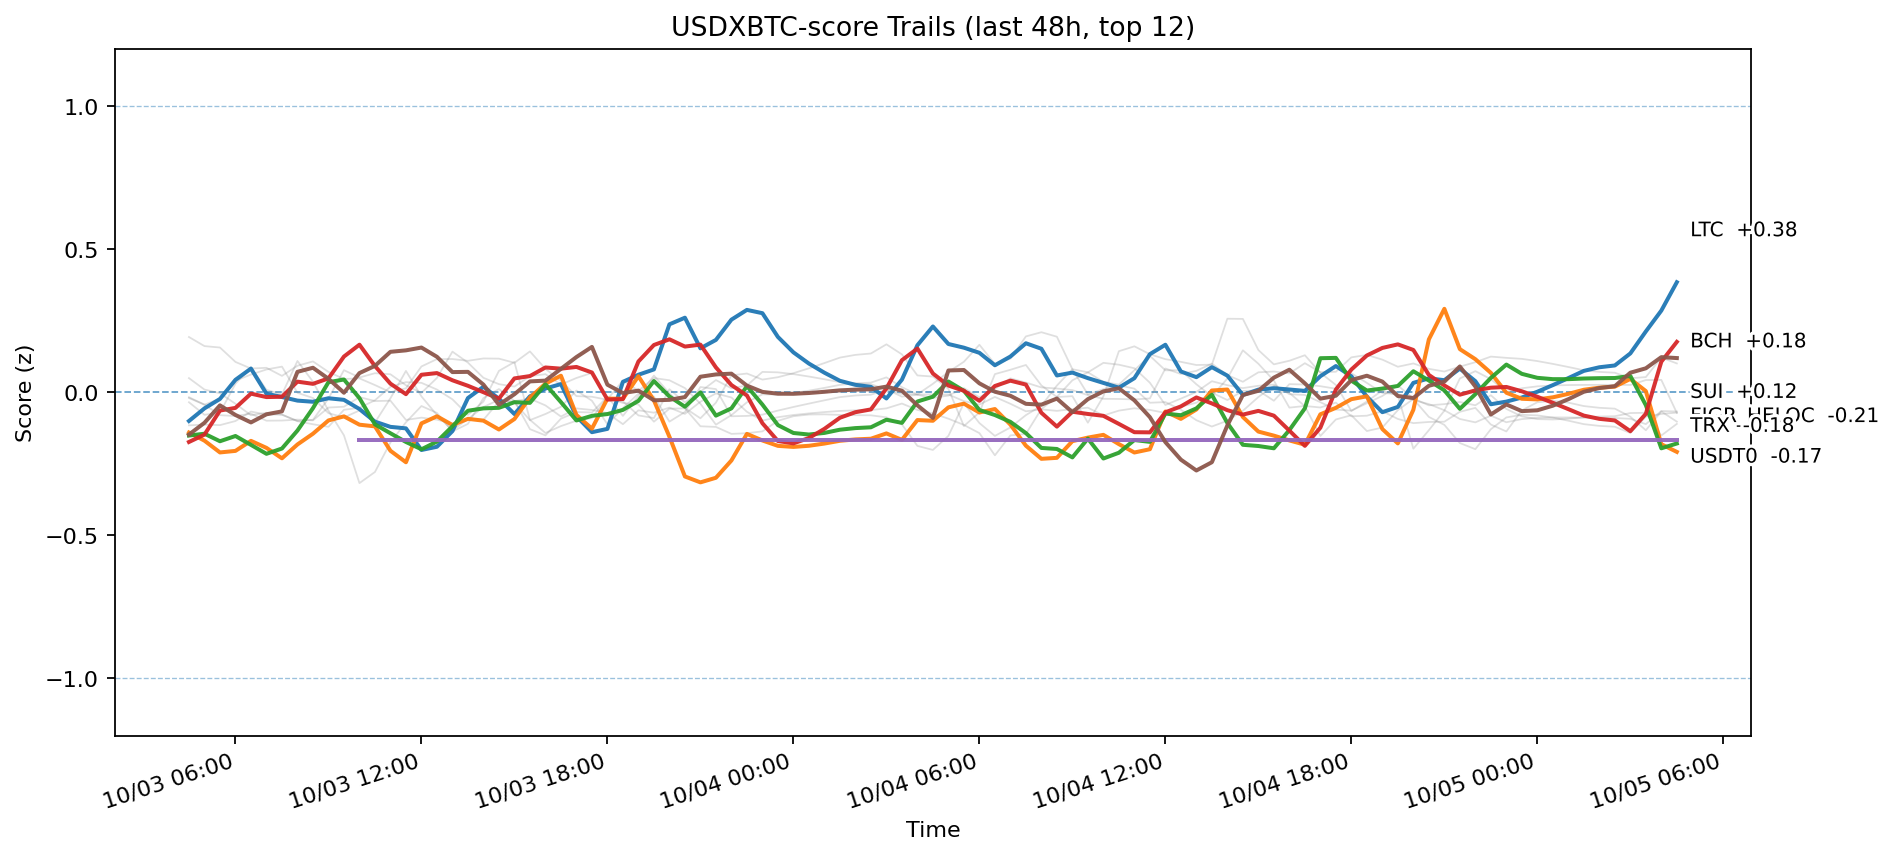 USDXBTC-score Trails (last 48h, top 12)
Score (z)
1.0
0.5
0.0
−0.5
−1.0
LTC +0.38
BCH +0.18
SUI +0.12
FIGR_HELOC -0.21
TRX -0.18
USDT0 -0.17
10/03 06:00
10/03 12:00
10/03 18:00
10/04 00:00
10/04 06:00
10/04 12:00
10/04 18:00
10/05 00:00
10/05 06:00
Time